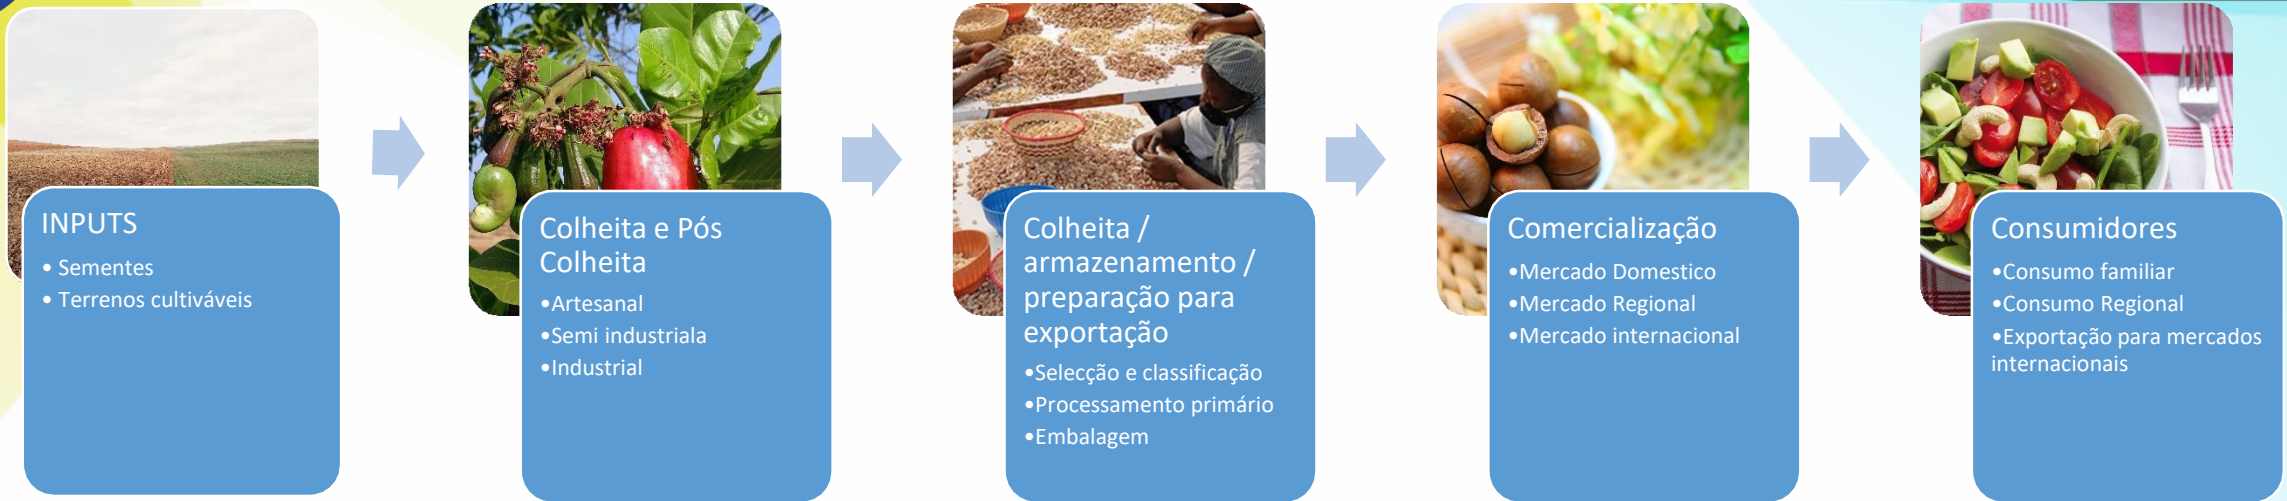 INPUTS
• Sementes
• Terrenos cultiváveis
Colheita e Pós
Colheita
•Artesanal
•Semi industriala
•Industrial
Colheita /
armazenamento /
preparação para
exportação
•Selecção e classificação
•Processamento primário
•Embalagem
Comercialização
•Mercado Domestico
•Mercado Regional
•Mercado internacional
Consumidores
•Consumo familiar
•Consumo Regional
•Exportação para mercados
internacionais